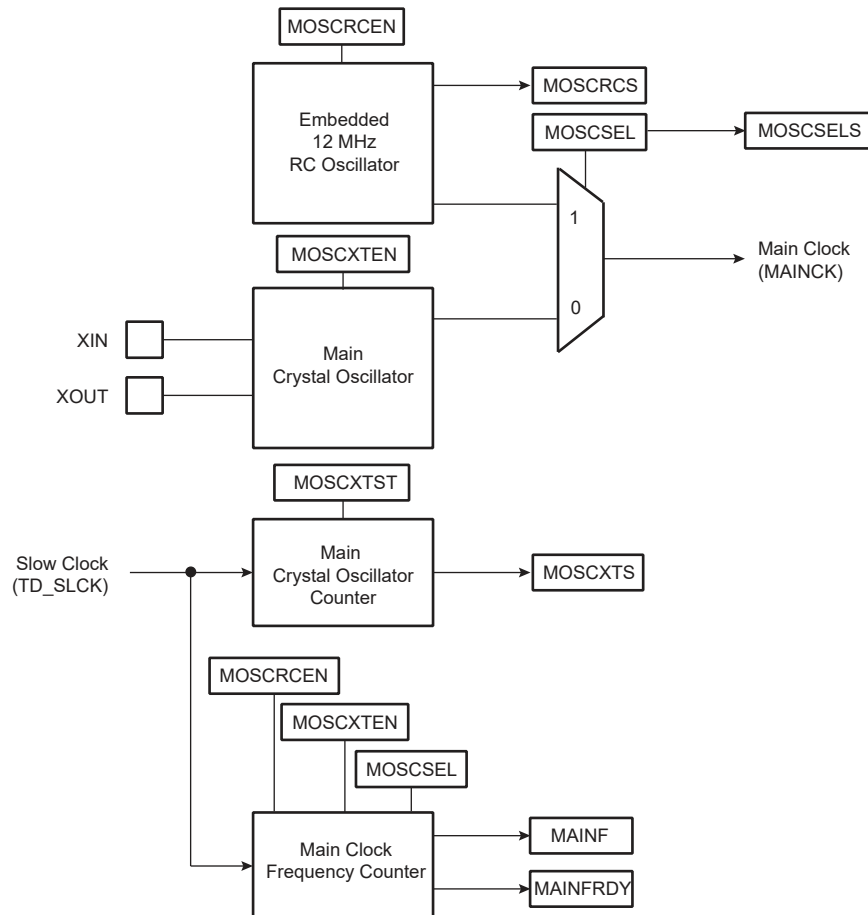 MOSCRCEN
Embedded
12 MHz
RC Oscillator
MOSCRCS
MOSCSEL
MOSCSELS
1
0
Main Clock
(MAINCK)
MOSCXTEN
XIN
XOUT
Main
Crystal Oscillator
MOSCXTST
Slow Clock
(TD_SLCK)
Main
Crystal Oscillator
Counter
MOSCXTS
MOSCRCEN
MOSCXTEN
MOSCSEL
Main Clock
Frequency Counter
MAINF
MAINFRDY